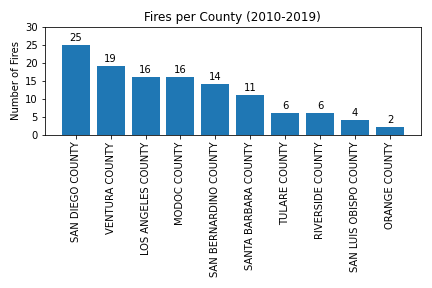 Fires per County (2010-2019)
Number of Fires
30
25
20
15
10
5
0
25
19
16
16
14
11
6
6
4
2
SAN DIEGO COUNTY
VENTURA COUNTY
LOS ANGELES COUNTY
MODOC COUNTY
SAN BERNARDINO COUNTY
SANTA BARBARA COUNTY
TULARE COUNTY
RIVERSIDE COUNTY
SAN LUIS OBISPO COUNTY
ORANGE COUNTY